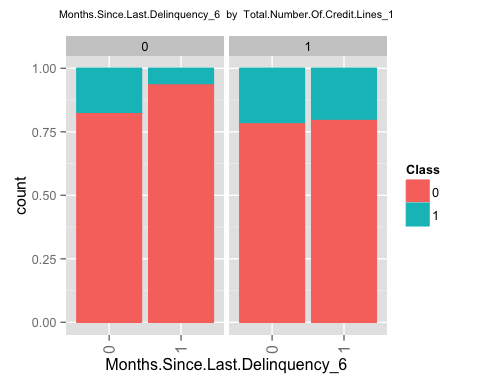 Months.Since.Last.Delinquency_6 by Total.Number.Of.Credit.Lines_1
0 1
1.00
0.75
0.50
0.25
0.00
count
0 1 0 1
Months.Since.Last.Delinquency_6
Class
0
1